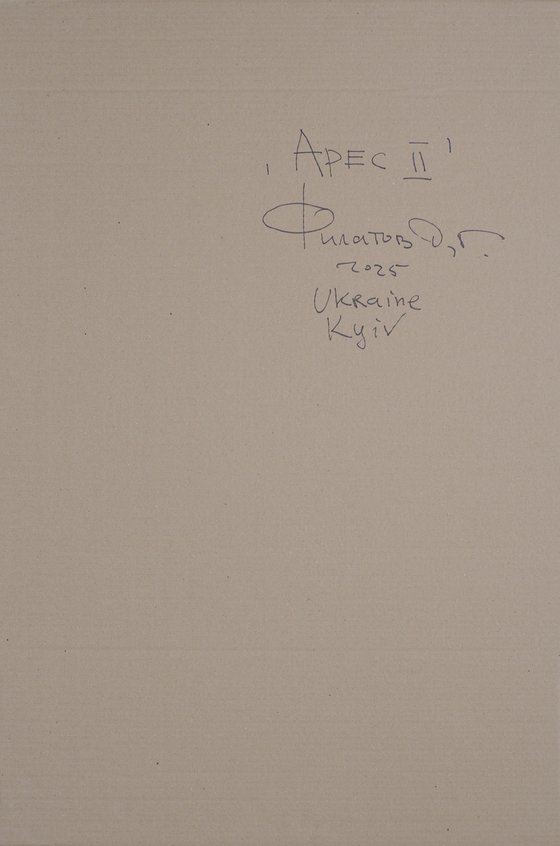 "Арес II"
Филатов Д.Г.
2025
Ukraine
Kyiv